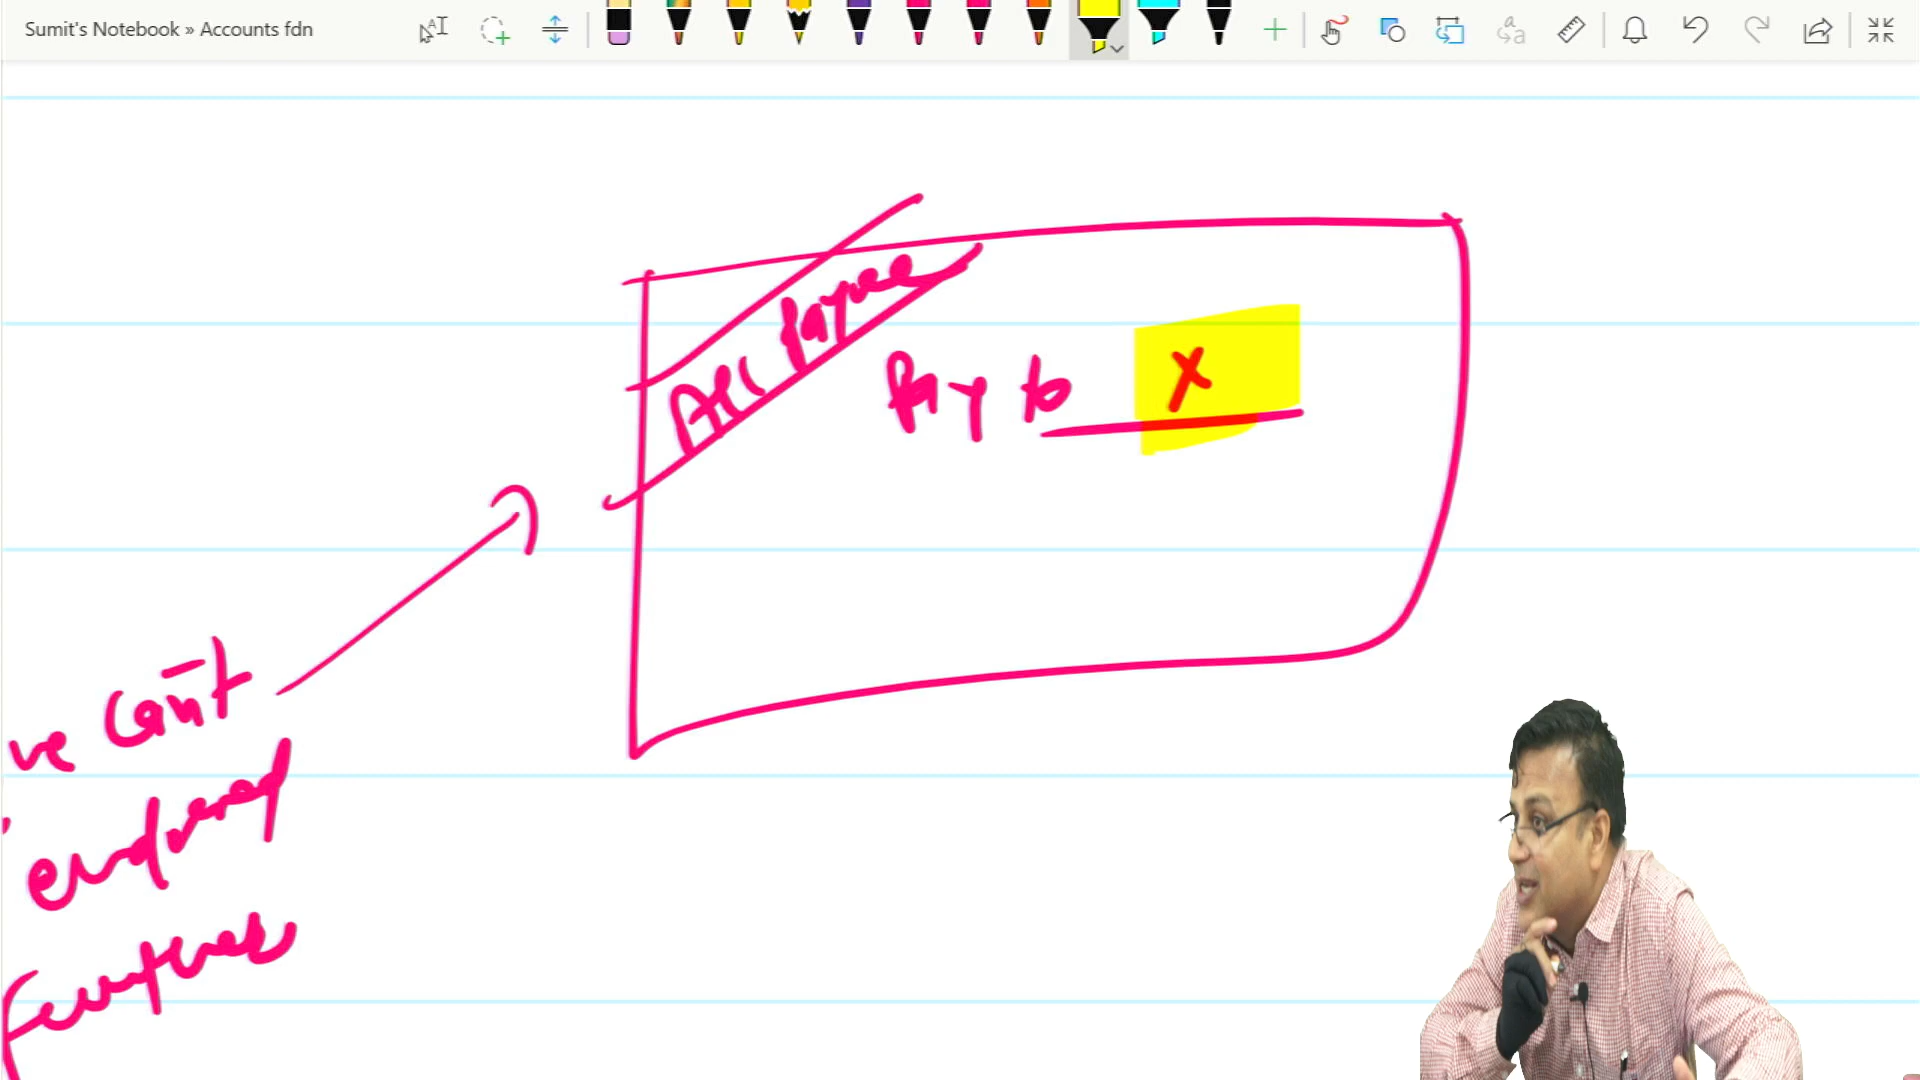 Sumit's Notebook » Accounts fdn
A/c payee
Pay to X
ve can't
endorsed
further